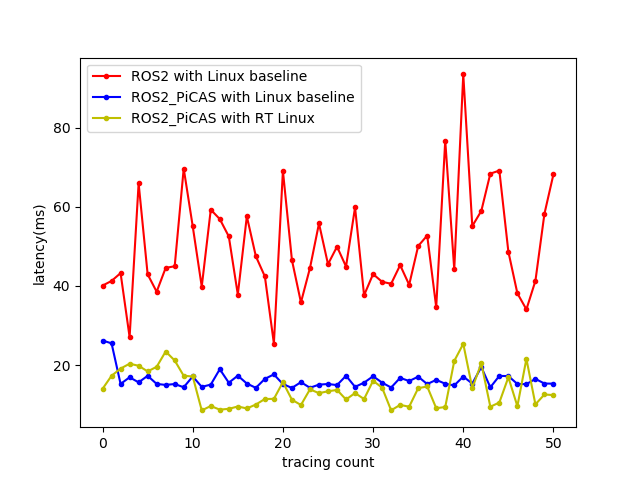 ROS2 with Linux baseline
ROS2_PiCAS with Linux baseline
ROS2_PiCAS with RT Linux
80
60
40
20
latency(ms)
0 10 20 30 40 50
tracing count